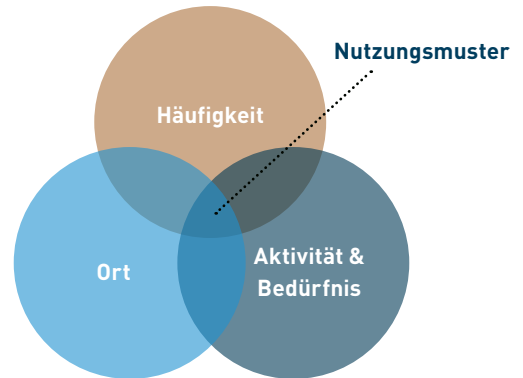 Nutzungsmuster
Häufigkeit
Ort
Aktivität &
Bedürfnis